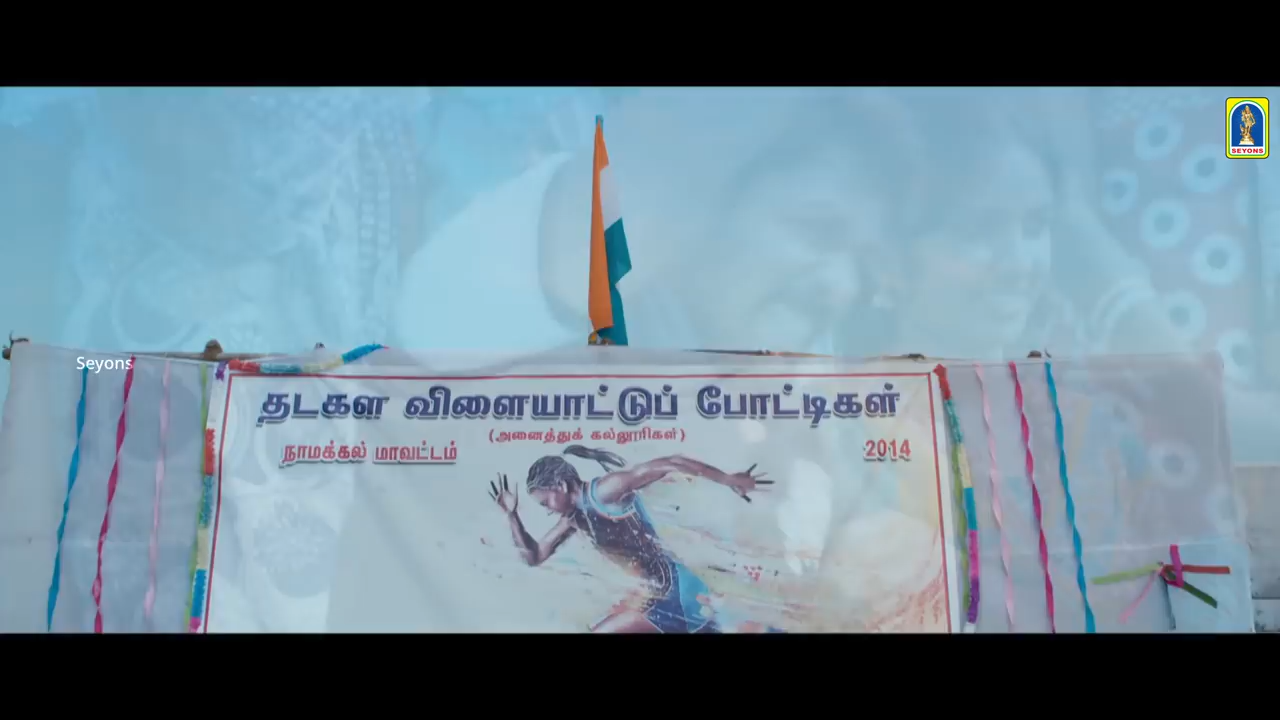 SEYONS
Seyons
தடகள விளையாட்டுப் போட்டிகள்
(அனைத்துக் கல்லூரிகள்)
நாமக்கல் மாவட்டம் 2014